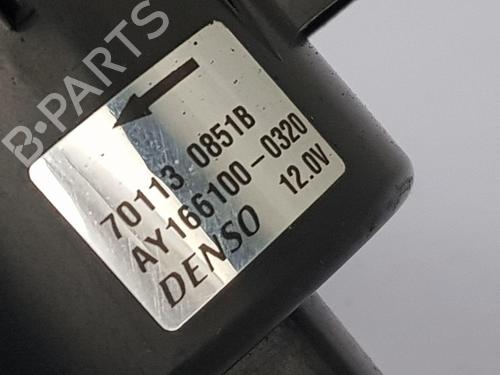 B-PARTS
70113 0851B
AY166100-0320
12.0V
DENSO